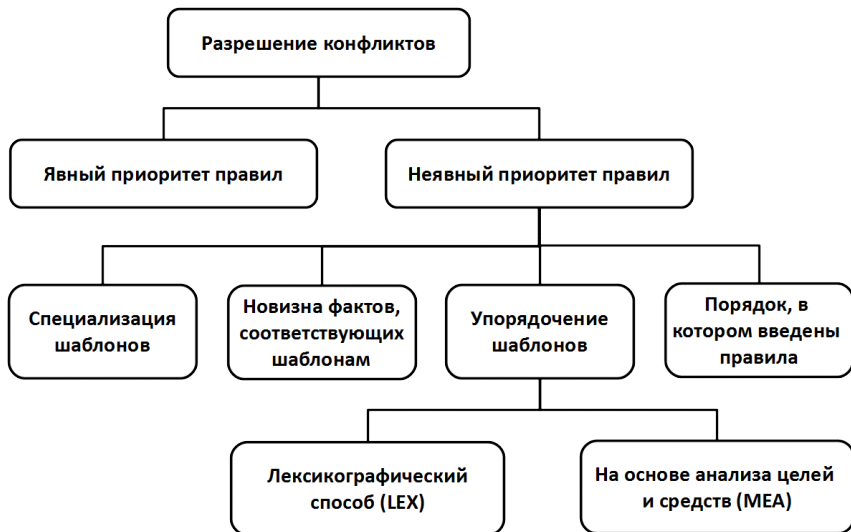 Разрешение конфликтов
Явный приоритет правил
Неявный приоритет правил
Специализация
шаблонов
Новизна фактов,
соответствующих
шаблонам
Упорядочение
шаблонов
Порядок, в
котором введены
правила
Лексикографический
способ (LEX)
На основе анализа целей
и средств (MEA)